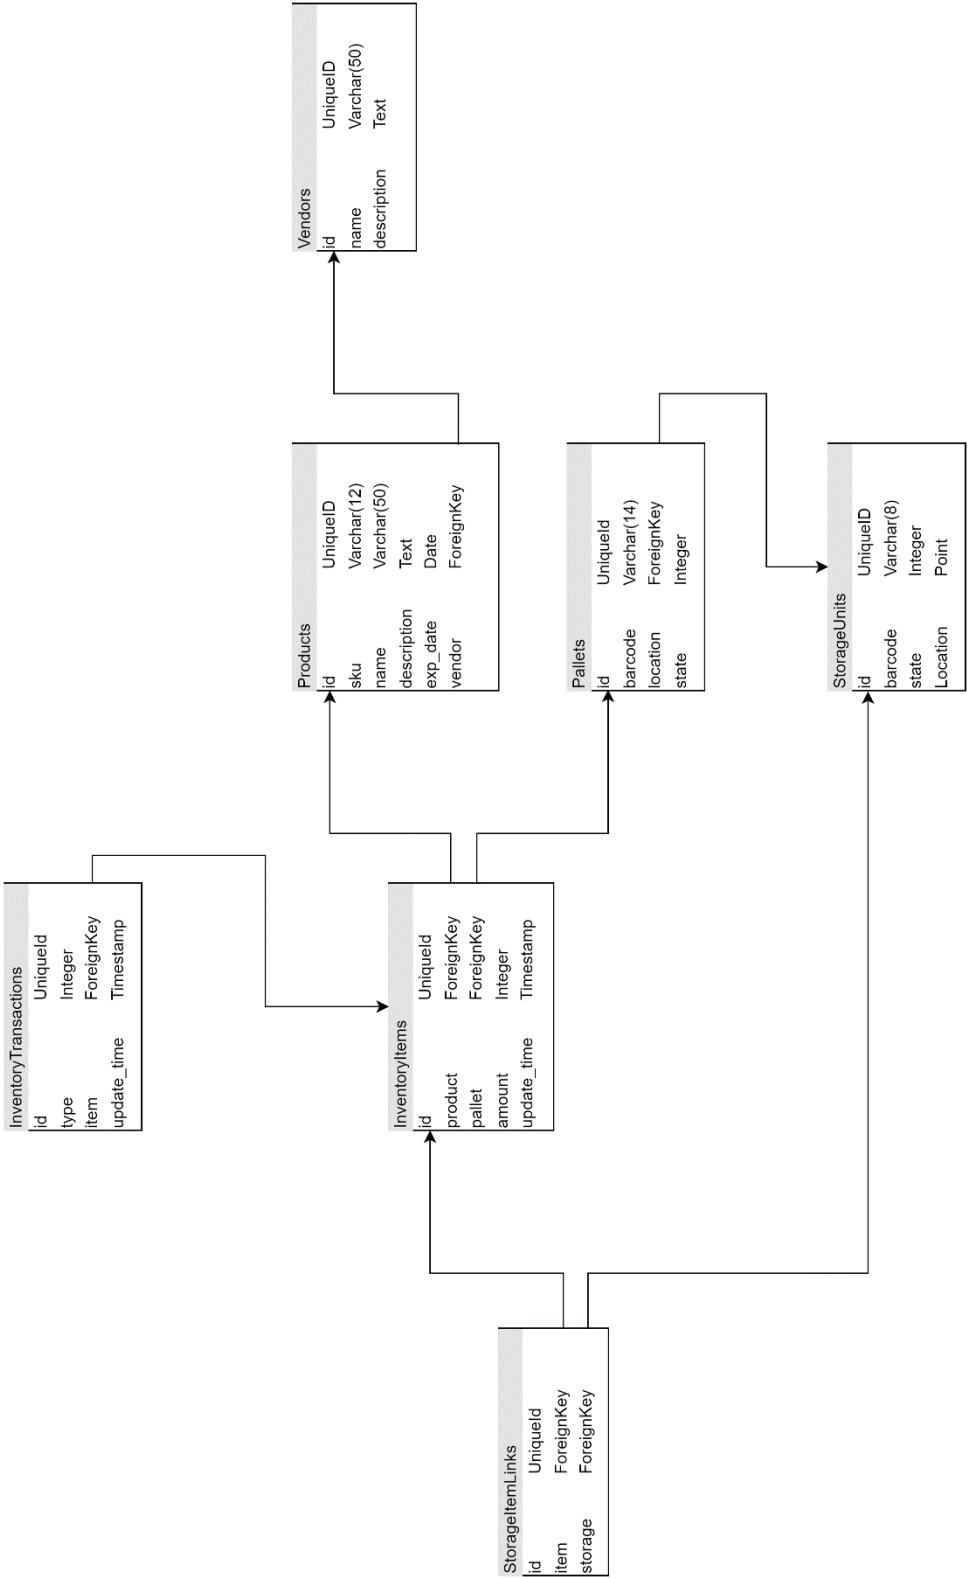 Vendors
id UniqueID
name Varchar(50)
description Text
Products
id UniqueID
sku Varchar(12)
name Varchar(50)
description Text
exp_date Date
vendor ForeignKey
Pallets
id UniqueId
barcode Varchar(14)
location ForeignKey
state Integer
StorageUnits
id UniqueID
barcode Varchar(8)
state Integer
Location Point
InventoryTransactions
id UniqueId
type Integer
item ForeignKey
update_time Timestamp
InventoryItems
id UniqueId
product ForeignKey
pallet ForeignKey
amount Integer
update_time Timestamp
StorageItemLinks
id UniqueId
item ForeignKey
storage ForeignKey